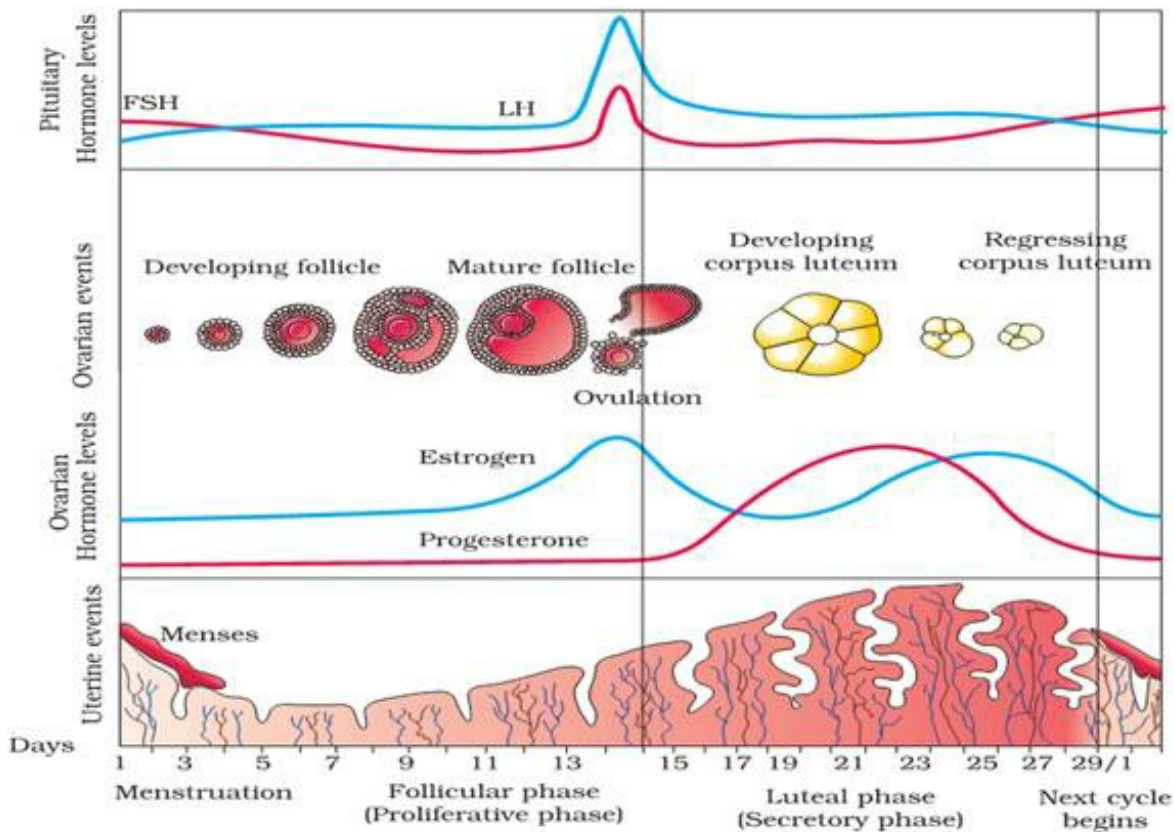 Pituitary
Hormone levels
FSH
LH
Ovarian events
Developing follicle
Mature follicle
Developing
corpus luteum
Regressing
corpus luteum
Ovulation
Ovarian
Hormone levels
Estrogen
Progesterone
Uterine events
Menses
Days
1 3 5 7 9 11 13 15 17 19 21 23 25 27 29/1
Menstruation
Follicular phase
(Proliferative phase)
Luteal phase
(Secretory phase)
Next cycle
begins